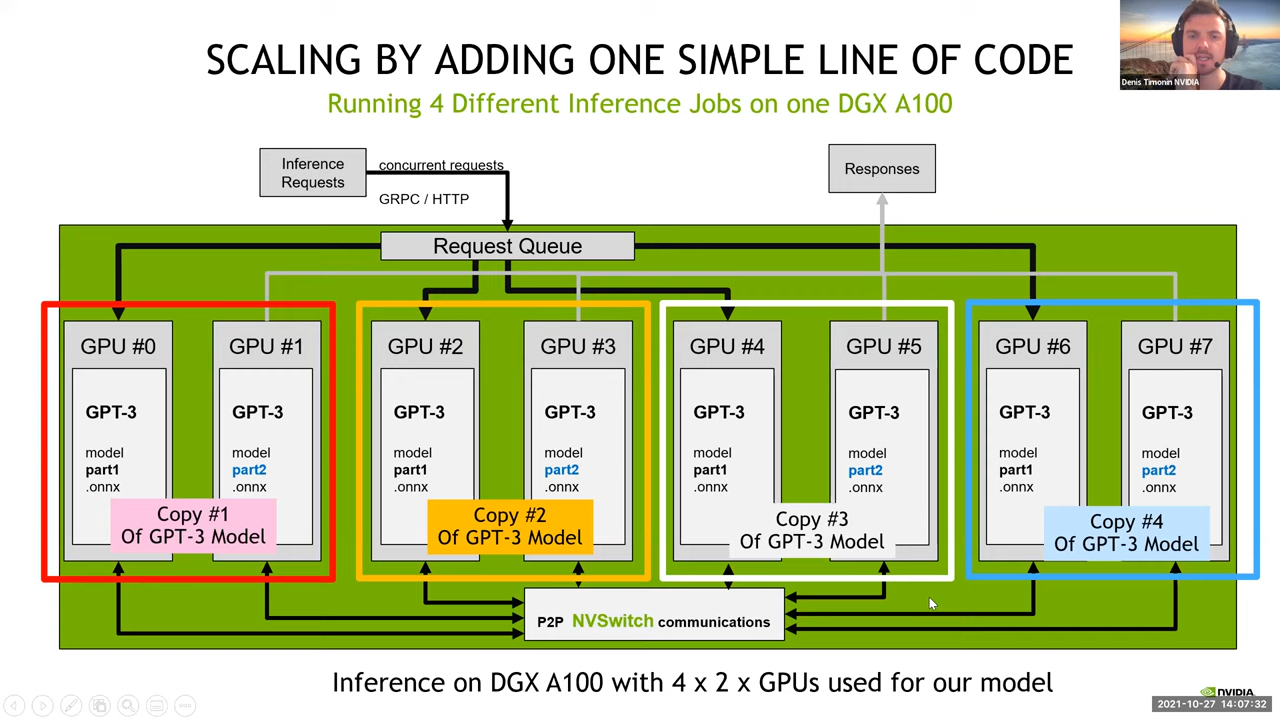 SCALING BY ADDING ONE SIMPLE LINE OF CODE
Running 4 Different Inference Jobs on one DGX A100
Denis Timonin NVIDIA
Inference
Requests
concurrent requests
GRPC / HTTP
Responses
Request Queue
GPU #0
GPT-3
model
part1
.onnx
GPU #1
GPT-3
model
part2
.onnx
Copy #1
Of GPT-3 Model
GPU #2
GPT-3
model
part1
.onnx
GPU #3
GPT-3
model
part2
.onnx
Copy #2
Of GPT-3 Model
GPU #4
GPT-3
model
part1
.onnx
GPU #5
GPT-3
model
part2
.onnx
Copy #3
Of GPT-3 Model
GPU #6
GPT-3
model
part1
.onnx
GPU #7
GPT-3
model
part2
.onnx
Copy #4
Of GPT-3 Model
P2P NVSwitch communications
Inference on DGX A100 with 4 x 2 x GPUs used for our model
NVIDIA
2021-10-27 14:07:32